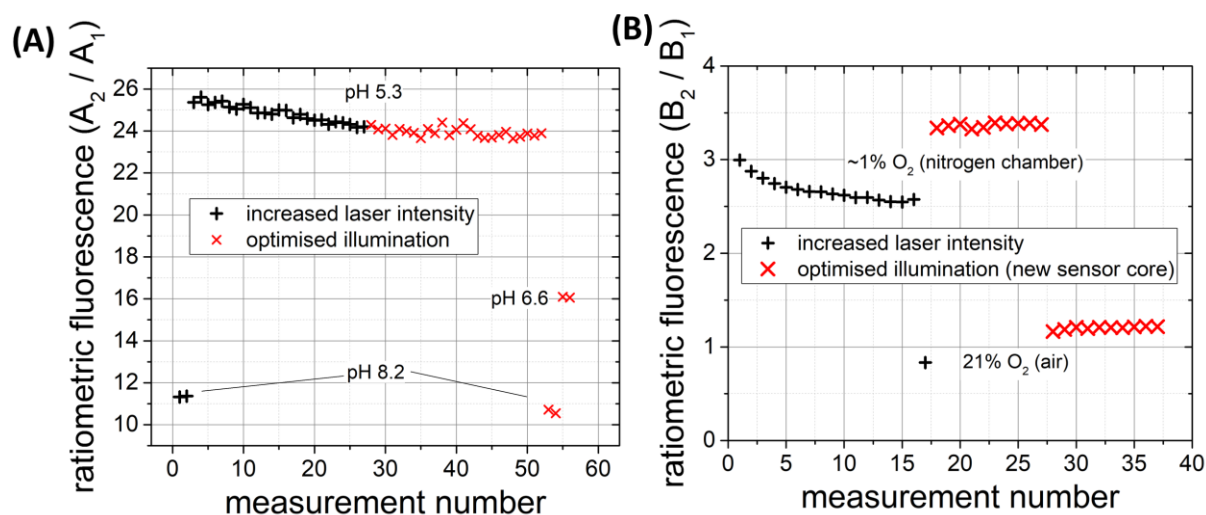 (A)
ratiometric fluorescence (A2 / A1)
26
24
22
20
18
16
14
12
10
0
10
20
30
40
50
60
measurement number
pH 5.3
increased laser intensity
optimised illumination
pH 6.6
pH 8.2
(B)
ratiometric fluorescence (B2 / B1)
4
3
2
1
0
0
5
10
15
20
25
30
35
40
measurement number
~1% O2 (nitrogen chamber)
increased laser intensity
optimised illumination (new sensor core)
21% O2 (air)